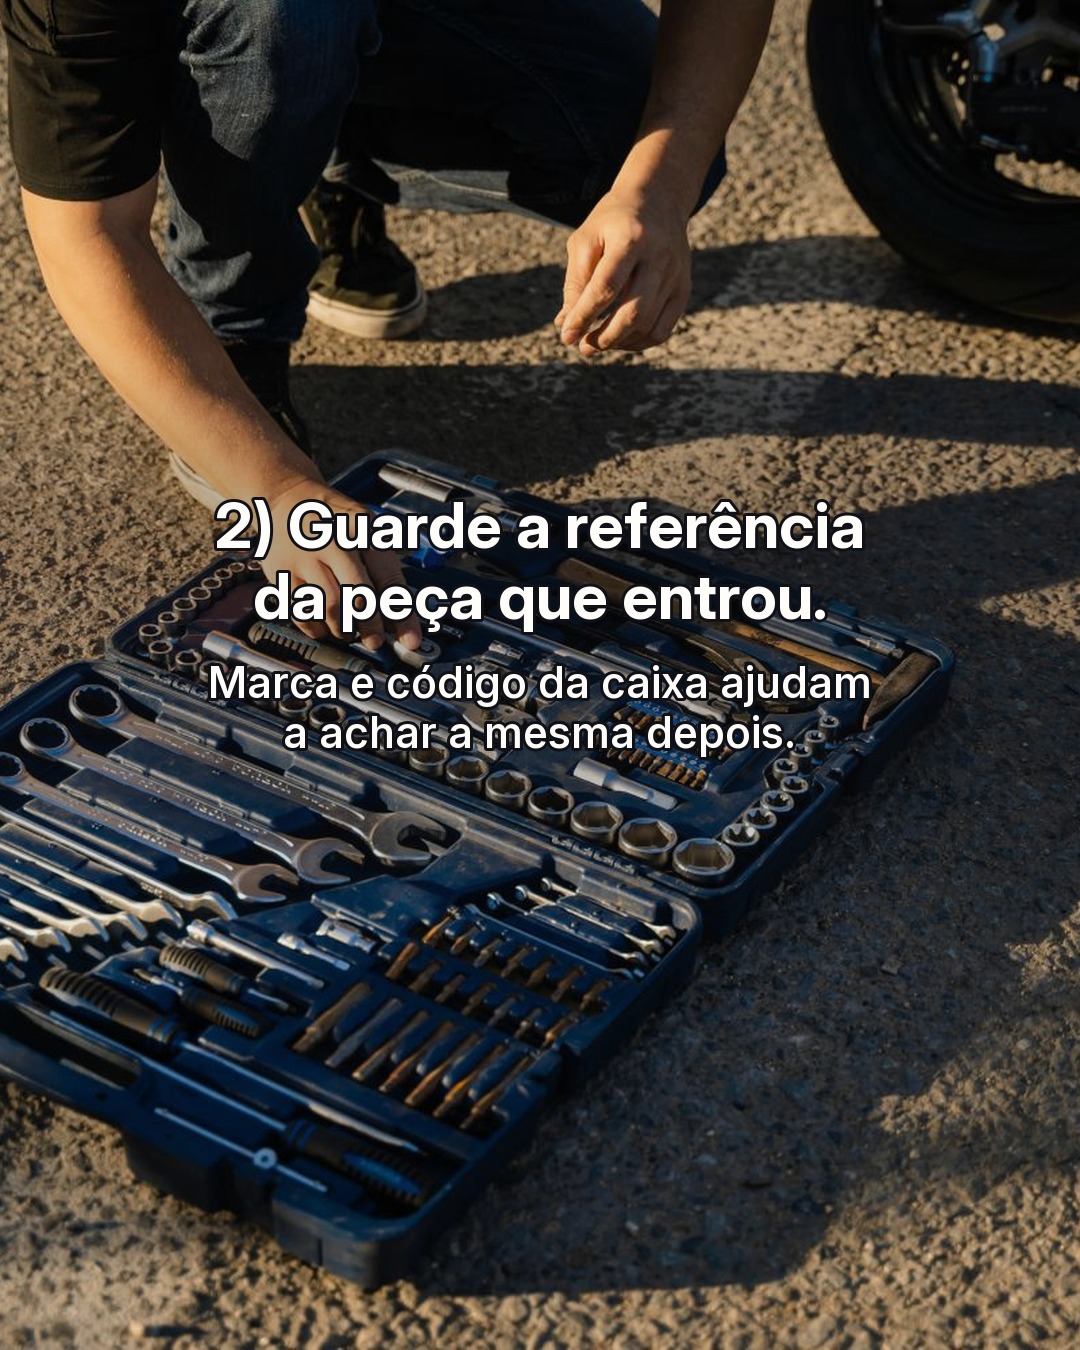 2) Guarde a referência
da peça que entrou.
Marca e código da caixa ajudam
a achar a mesma depois.